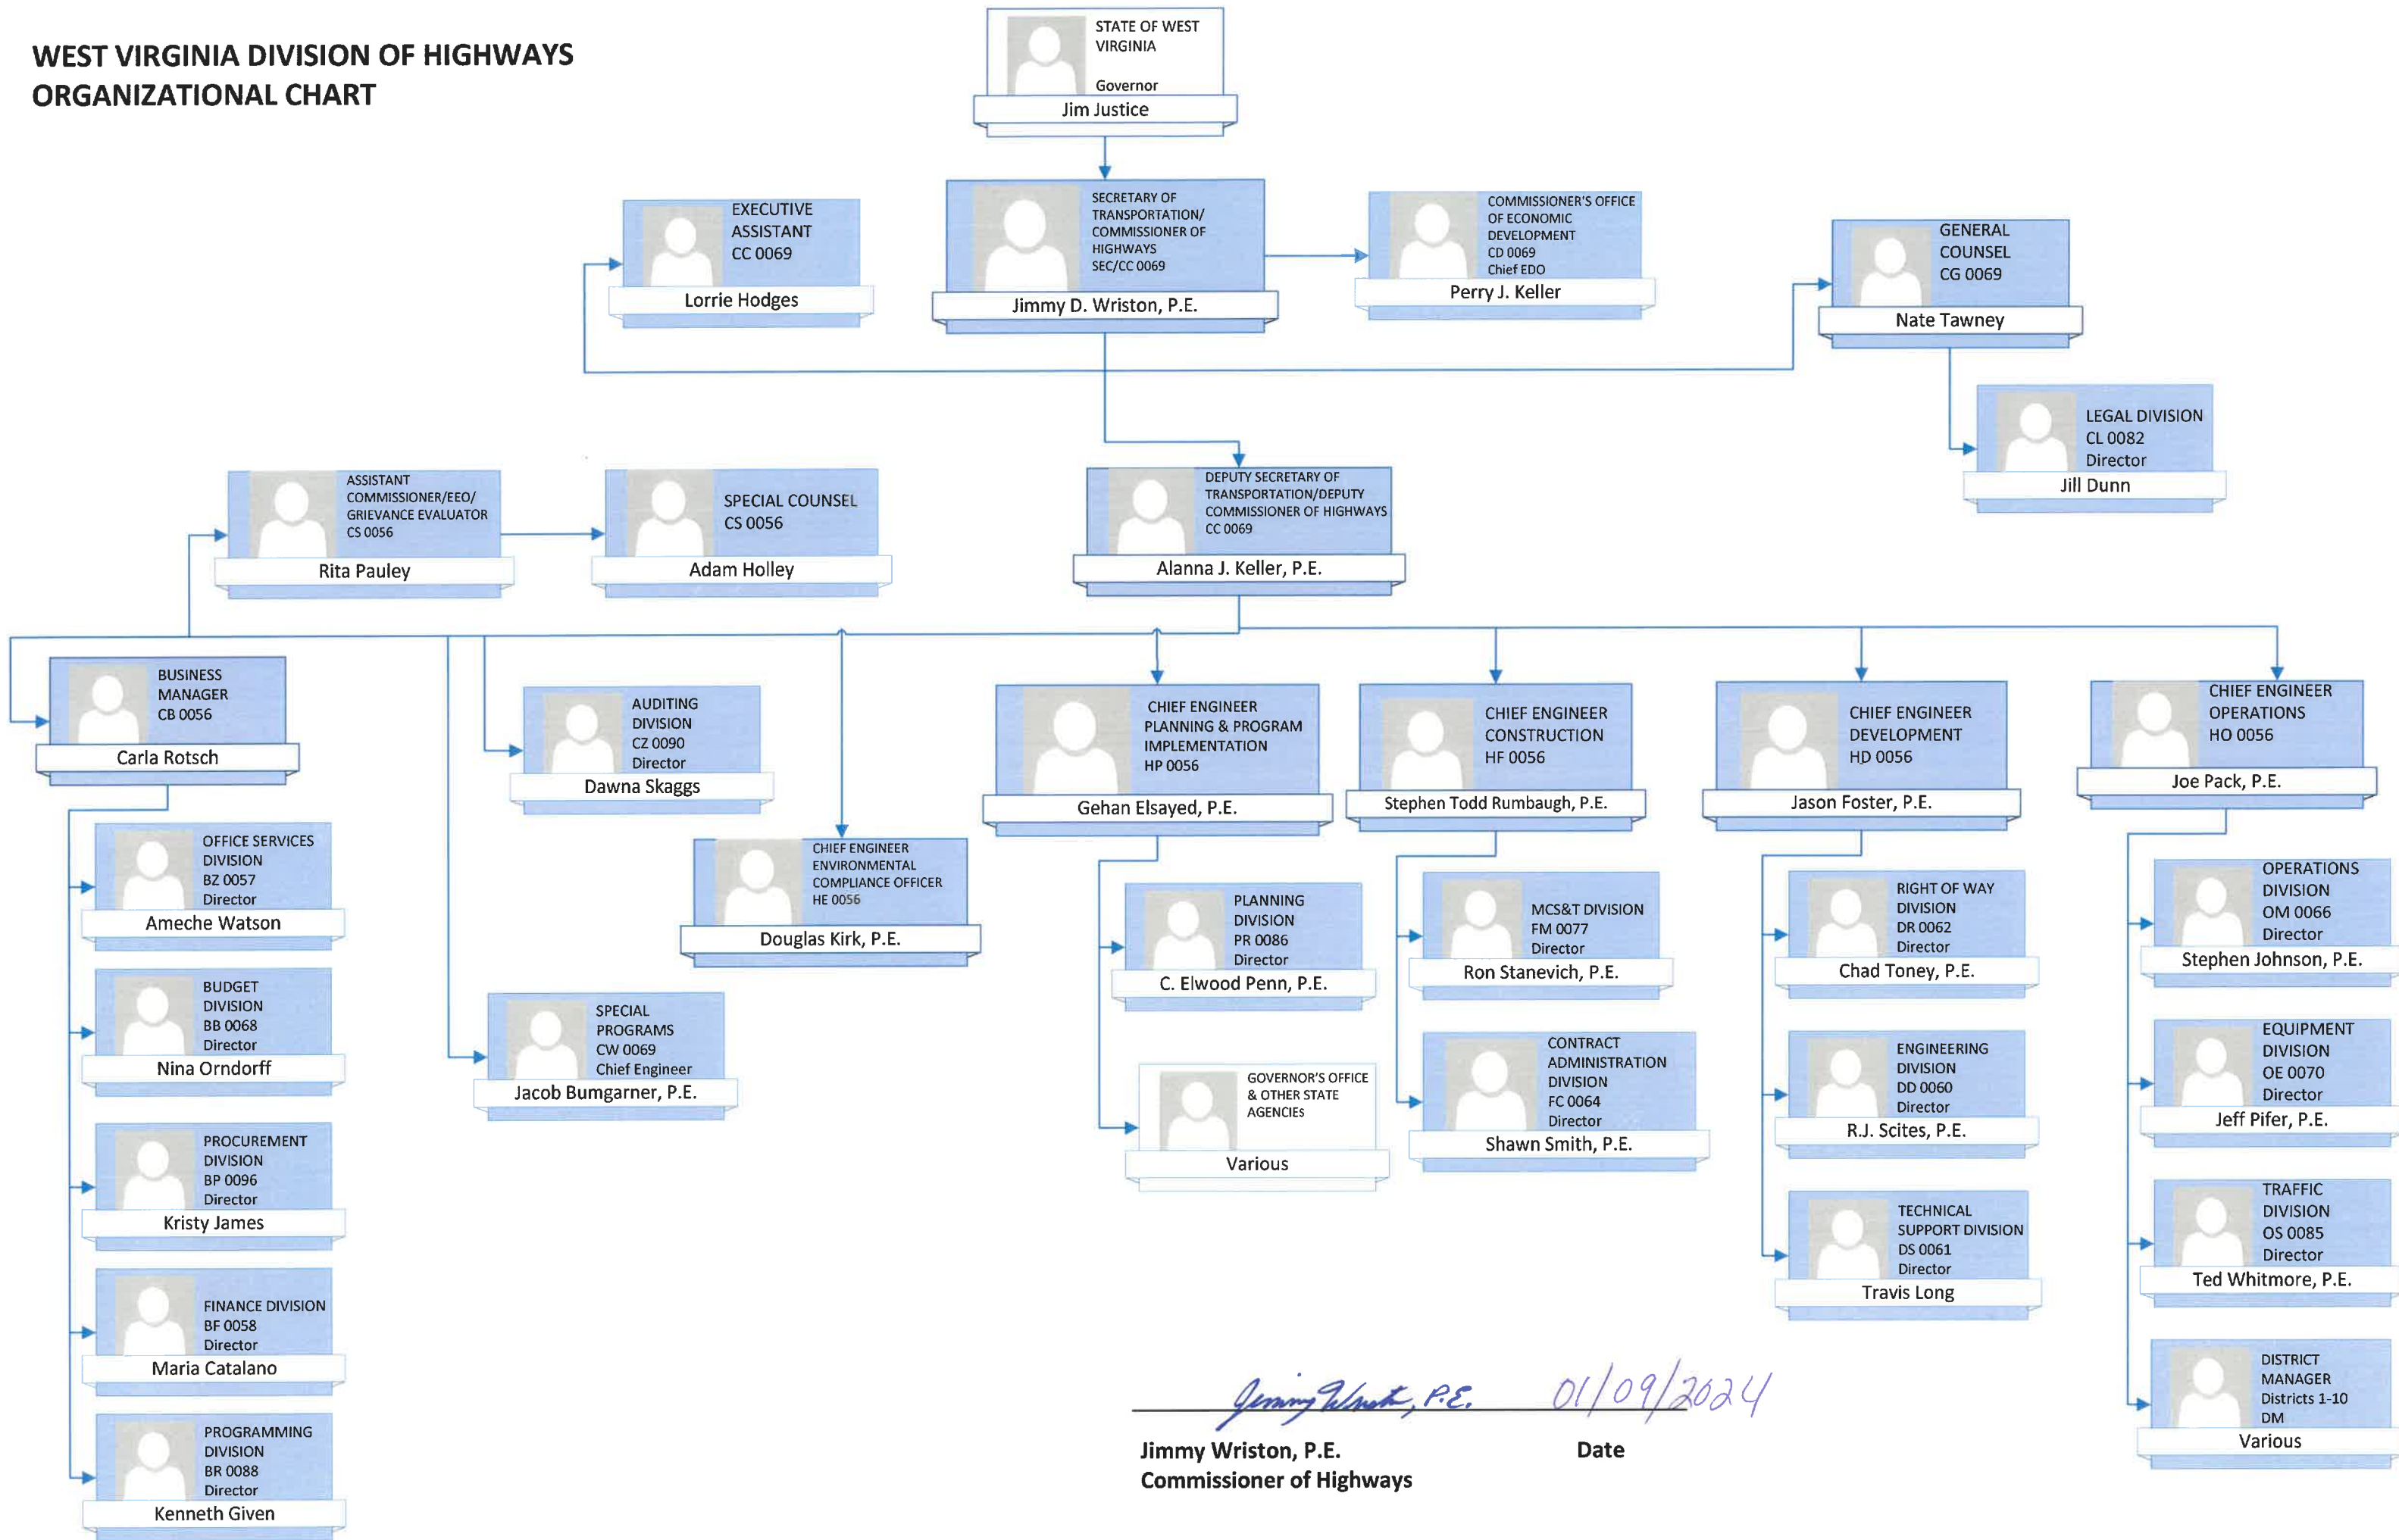 WEST VIRGINIA DIVISION OF HIGHWAYS
ORGANIZATIONAL CHART
STATE OF WEST
VIRGINIA
Governor
Jim Justice
EXECUTIVE
ASSISTANT
CC 0069
Lorrie Hodges
SECRETARY OF
TRANSPORTATION/
COMMISSIONER OF
HIGHWAYS
SEC/CC 0069
Jimmy D. Wriston, P.E.
COMMISSIONER'S OFFICE
OF ECONOMIC
DEVELOPMENT
CD 0069
Chief EDO
Perry J. Keller
GENERAL
COUNSEL
CG 0069
Nate Tawney
LEGAL DIVISION
CL 0082
Director
Jill Dunn
ASSISTANT
COMMISSIONER/EEO/
GRIEVANCE EVALUATOR
CS 0056
Rita Pauley
SPECIAL COUNSEL
CS 0056
Adam Holley
DEPUTY SECRETARY OF
TRANSPORTATION/DEPUTY
COMMISSIONER OF HIGHWAYS
CC 0069
Alanna J. Keller, P.E.
BUSINESS
MANAGER
CB 0056
Carla Rotsch
OFFICE SERVICES
DIVISION
BZ 0057
Director
Ameche Watson
BUDGET
DIVISION
BB 0068
Director
Nina Orndorff
PROCUREMENT
DIVISION
BP 0096
Director
Kristy James
FINANCE DIVISION
BF 0058
Director
Maria Catalano
PROGRAMMING
DIVISION
BR 0088
Director
Kenneth Given
AUDITING
DIVISION
CZ 0090
Director
Dawna Skaggs
SPECIAL
PROGRAMS
CW 0069
Chief Engineer
Jacob Bumgarner, P.E.
CHIEF ENGINEER
ENVIRONMENTAL
COMPLIANCE OFFICER
HE 0056
Douglas Kirk, P.E.
CHIEF ENGINEER
PLANNING & PROGRAM
IMPLEMENTATION
HP 0056
Gehan Elsayed, P.E.
PLANNING
DIVISION
PR 0086
Director
C. Elwood Penn, P.E.
GOVERNOR'S OFFICE
& OTHER STATE
AGENCIES
Various
CHIEF ENGINEER
CONSTRUCTION
HF 0056
Stephen Todd Rumbaugh, P.E.
MCS&T DIVISION
FM 0077
Director
Ron Stanevich, P.E.
CONTRACT
ADMINISTRATION
DIVISION
FC 0064
Director
Shawn Smith, P.E.
CHIEF ENGINEER
DEVELOPMENT
HD 0056
Jason Foster, P.E.
RIGHT OF WAY
DIVISION
DR 0062
Director
Chad Toney, P.E.
ENGINEERING
DIVISION
DD 0060
Director
R.J. Scites, P.E.
TECHNICAL
SUPPORT DIVISION
DS 0061
Director
Travis Long
CHIEF ENGINEER
OPERATIONS
HO 0056
Joe Pack, P.E.
OPERATIONS
DIVISION
OM 0066
Director
Stephen Johnson, P.E.
EQUIPMENT
DIVISION
OE 0070
Director
Jeff Pifer, P.E.
TRAFFIC
DIVISION
OS 0085
Director
Ted Whitmore, P.E.
DISTRICT
MANAGER
Districts 1-10
DM
Various
Jimmy Wriston, P.E. 01/09/2024
Jimmy Wriston, P.E. Date
Commissioner of Highways